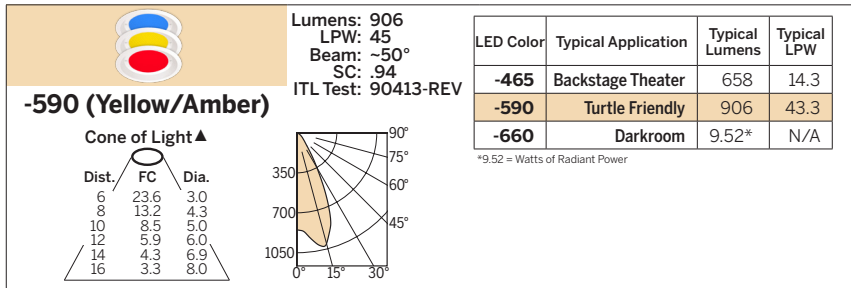 -590 (Yellow/Amber)
Lumens: 906
LPW: 45
Beam: ~50°
SC: .94
ITL Test: 90413-REV
Cone of Light▲
Dist. FC Dia.
6 23.6 3.0
8 13.2 4.3
10 8.5 5.0
12 5.9 6.0
14 4.3 6.9
16 3.3 8.0
90°
75°
60°
45°
350
700
1050
0° 15° 30°
LED Color Typical Application Typical Lumens Typical LPW
-465 Backstage Theater 658 14.3
-590 Turtle Friendly 906 43.3
-660 Darkroom 9.52* N/A
*9.52 = Watts of Radiant Power